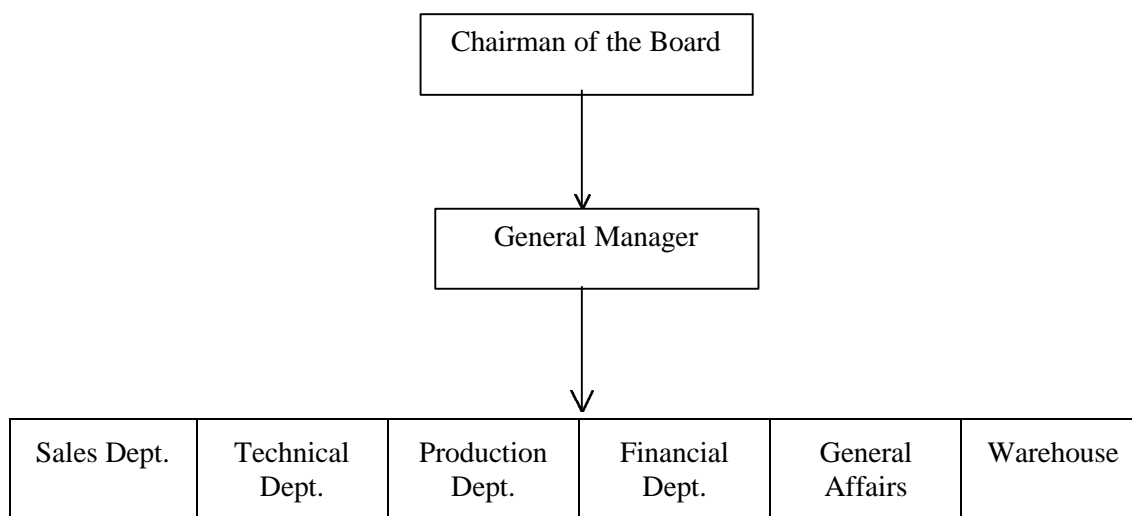 Chairman of the Board
General Manager
Sales Dept.
Technical
Dept.
Production
Dept.
Financial
Dept.
General
Affairs
Warehouse